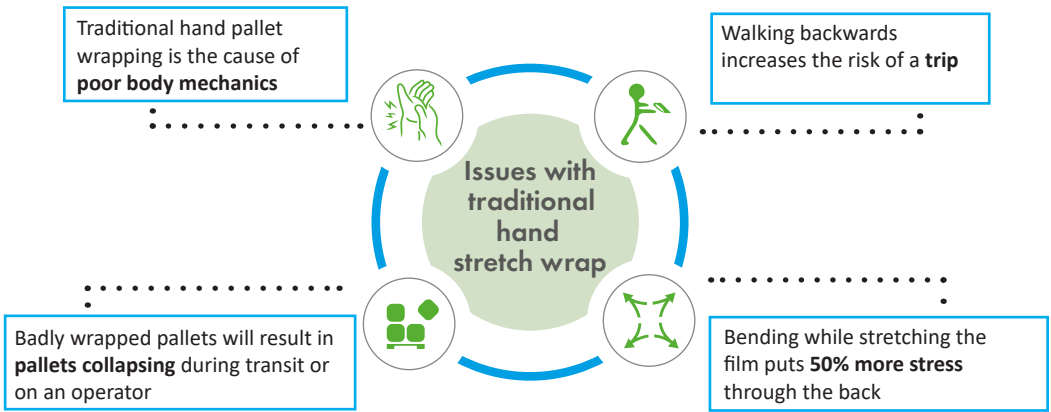 Traditional hand pallet
wrapping is the cause of
poor body mechanics
Walking backwards
increases the risk of a trip
Issues with
traditional
hand
stretch wrap
Badly wrapped pallets will result in
pallets collapsing during transit or
on an operator
Bending while stretching the
film puts 50% more stress
through the back